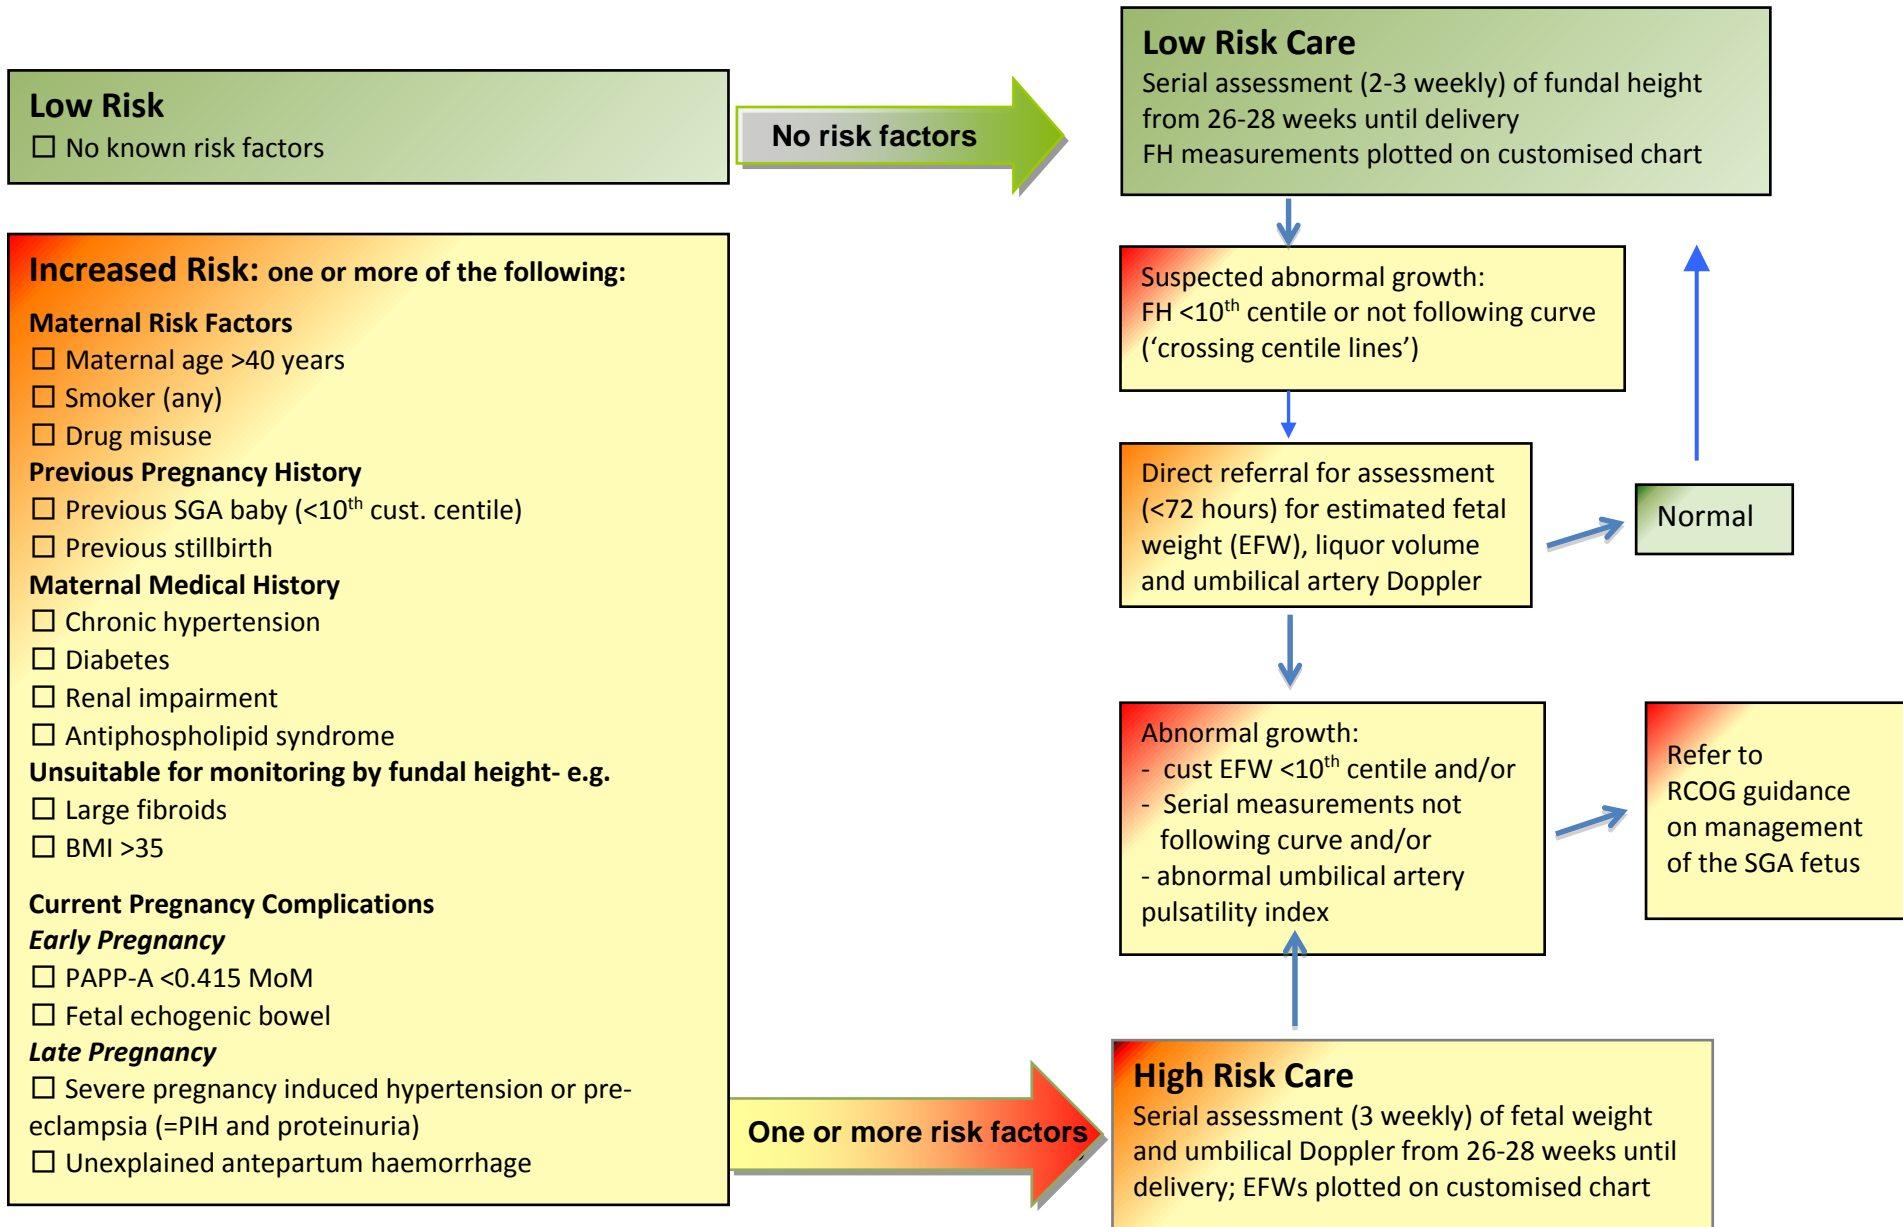 Low Risk
☐ No known risk factors
No risk factors
Low Risk Care
Serial assessment (2-3 weekly) of fundal height
from 26-28 weeks until delivery
FH measurements plotted on customised chart
Increased Risk: one or more of the following:
Maternal Risk Factors
☐ Maternal age >40 years
☐ Smoker (any)
☐ Drug misuse
Previous Pregnancy History
☐ Previous SGA baby (<10th cust. centile)
☐ Previous stillbirth
Maternal Medical History
☐ Chronic hypertension
☐ Diabetes
☐ Renal impairment
☐ Antiphospholipid syndrome
Unsuitable for monitoring by fundal height- e.g.
☐ Large fibroids
☐ BMI >35
Current Pregnancy Complications
Early Pregnancy
☐ PAPP-A <0.415 MoM
☐ Fetal echogenic bowel
Late Pregnancy
☐ Severe pregnancy induced hypertension or pre-
eclampsia (=PIH and proteinuria)
☐ Unexplained antepartum haemorrhage
Suspected abnormal growth:
FH <10th centile or not following curve
(‘crossing centile lines’)
Direct referral for assessment
(<72 hours) for estimated fetal
weight (EFW), liquor volume
and umbilical artery Doppler
Normal
Abnormal growth:
- cust EFW <10th centile and/or
- Serial measurements not
following curve and/or
- abnormal umbilical artery
pulsatility index
Refer to
RCOG guidance
on management
of the SGA fetus
One or more risk factors
High Risk Care
Serial assessment (3 weekly) of fetal weight
and umbilical Doppler from 26-28 weeks until
delivery; EFWs plotted on customised chart